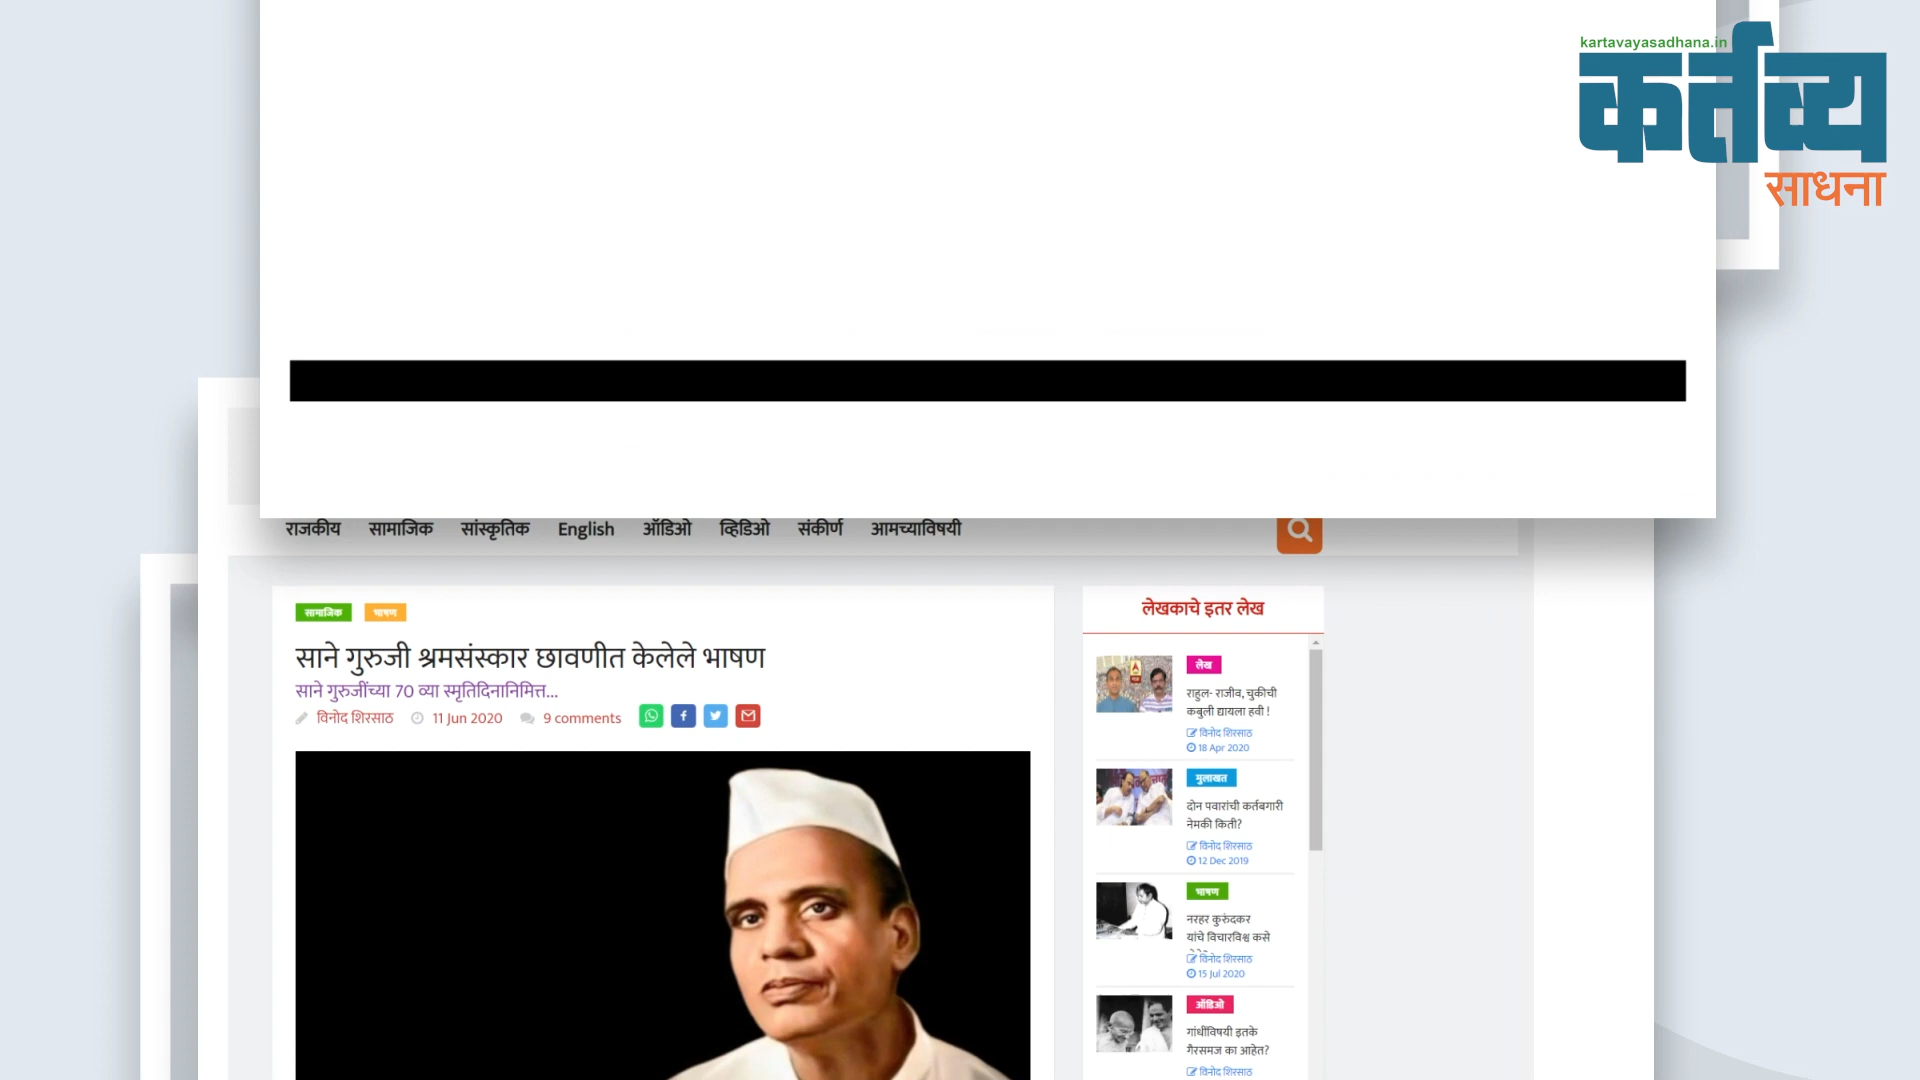 kartavayasadhana.in
कर्तव्य
साधना
राजकीय सामाजिक सांस्कृतिक English ऑडिओ व्हिडिओ संकीर्ण आमच्याविषयी
सामाजिक भाषण
साने गुरुजी श्रमसंस्कार छावणीत केलेले भाषण
साने गुरुजींच्या 70 व्या स्मृतिदिनानिमित्त...
विनोद शिरसाठ 11 Jun 2020 9 comments
लेखकाचे इतर लेख
लेख
राहुल- राजीव, चुकीची
कबुली द्यायला हवी !
विनोद शिरसाठ
18 Apr 2020
मुलाखत
दोन पवारांची कर्तबगारी
नेमकी किती?
विनोद शिरसाठ
12 Dec 2019
भाषण
नरहर कुरुंदकर
यांचे विचारविश्व कसे
विनोद शिरसाठ
15 Jul 2020
ऑडिओ
गांधींविषयी इतके
गैरसमज का आहेत?
विनोद शिरसाठ